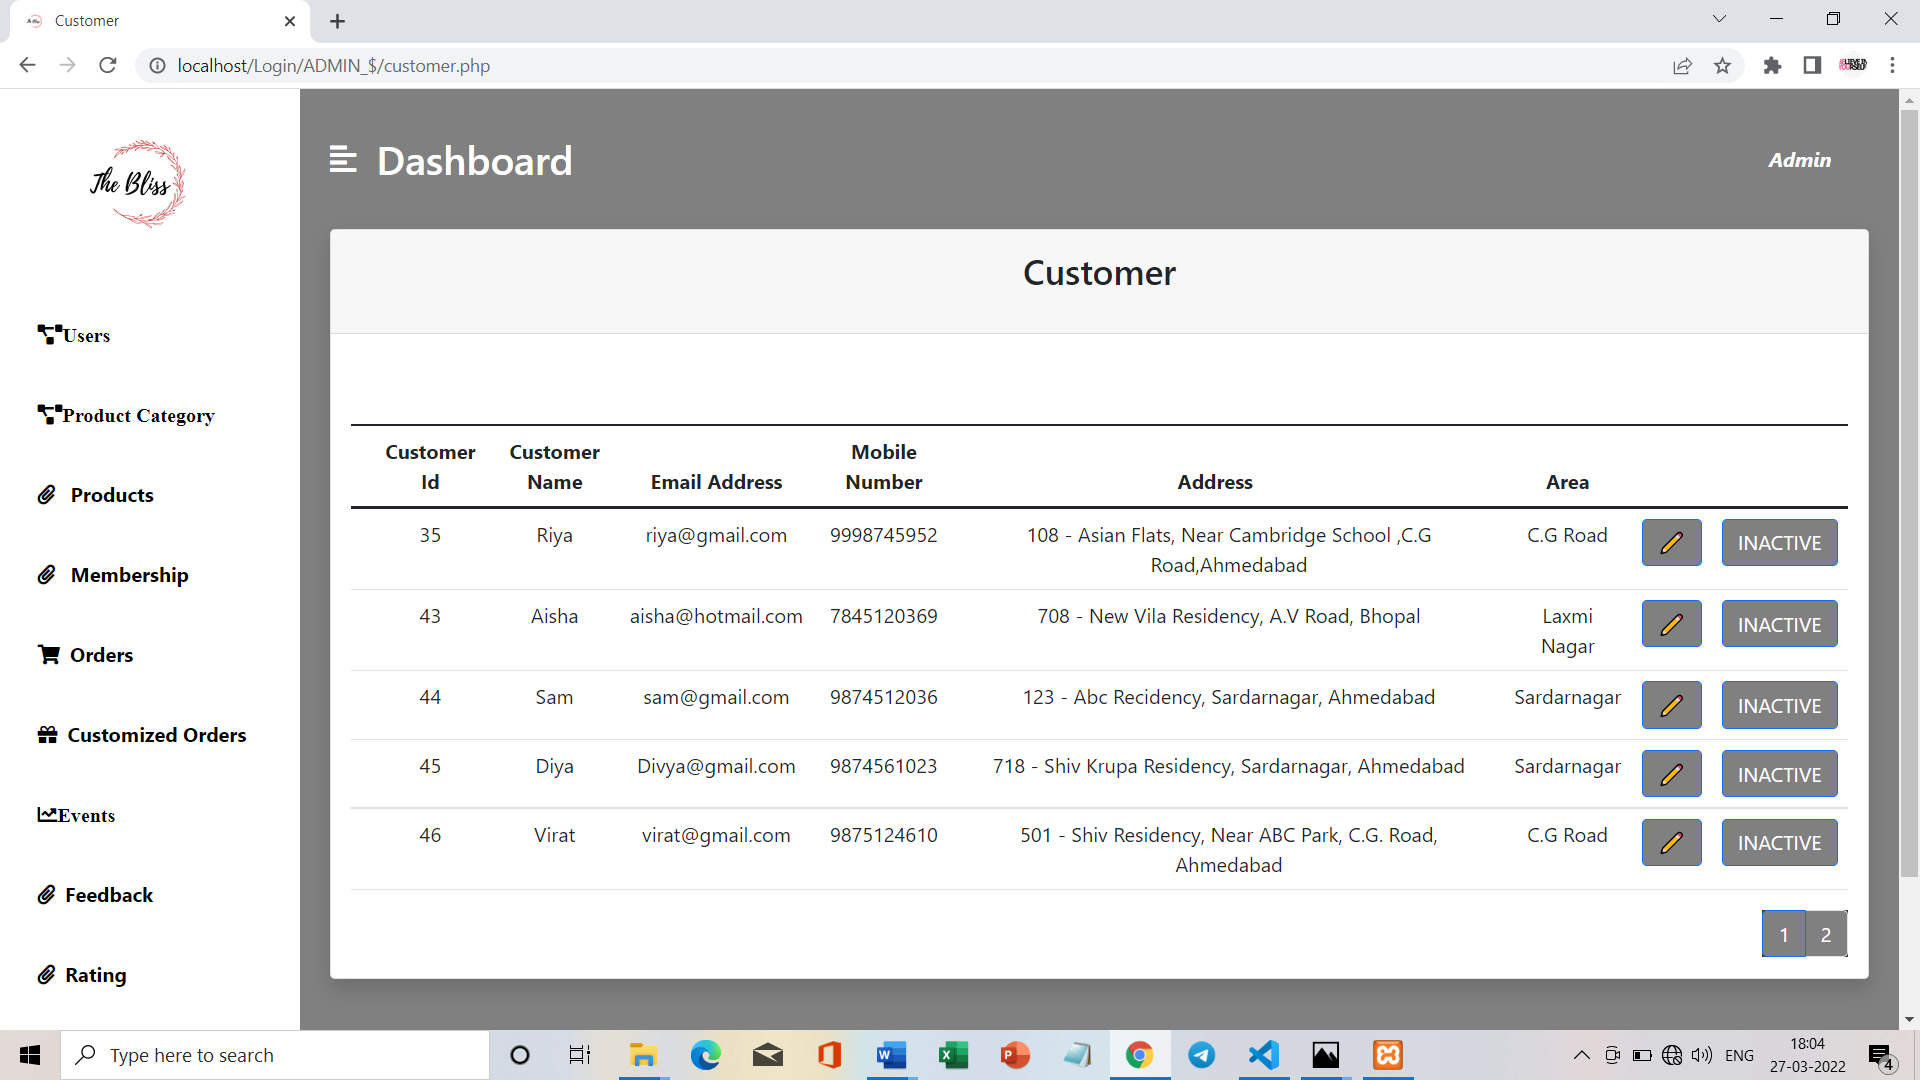 Customer
localhost/Login/ADMIN_$/customer.php
The Bliss
Dashboard
Admin
Users
Product Category
Products
Membership
Orders
Customized Orders
Events
Feedback
Rating
Customer
Customer Id Customer Name Email Address Mobile Number Address Area
35 Riya riya@gmail.com 9998745952 108 - Asian Flats, Near Cambridge School ,C.G C.G Road INACTIVE
Road,Ahmedabad
43 Aisha aisha@hotmail.com 7845120369 708 - New Vila Residency, A.V Road, Bhopal Laxmi INACTIVE
Nagar
44 Sam sam@gmail.com 9874512036 123 - Abc Recidency, Sardarnagar, Ahmedabad Sardarnagar INACTIVE
45 Diya Divya@gmail.com 9874561023 718 - Shiv Krupa Residency, Sardarnagar, Ahmedabad Sardarnagar INACTIVE
46 Virat virat@gmail.com 9875124610 501 - Shiv Residency, Near ABC Park, C.G. Road, C.G Road INACTIVE
Ahmedabad
1 2
Type here to search
ENG
18:04
27-03-2022
4